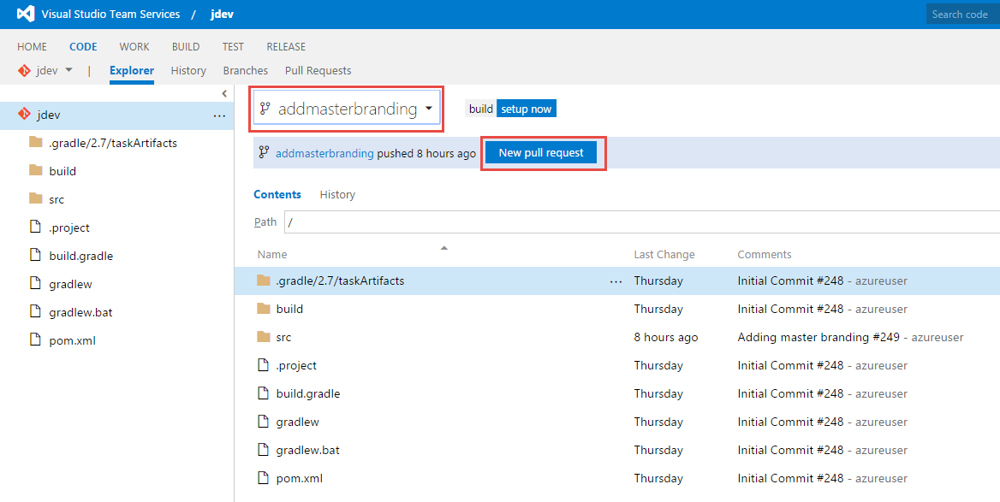 Visual Studio Team Services / jdev Search code
HOME CODE WORK BUILD TEST RELEASE
jdev | Explorer History Branches Pull Requests
jdev ...
.gradle/2.7/taskArtifacts
build
src
.project
build.gradle
gradlew
gradlew.bat
pom.xml
addmasterbranding build setup now
addmasterbranding pushed 8 hours ago New pull request
Contents History
Path /
Name Last Change Comments
.gradle/2.7/taskArtifacts ... Thursday Initial Commit #248 - azureuser
build Thursday Initial Commit #248 - azureuser
src 8 hours ago Adding master branding #249 - azureuser
.project Thursday Initial Commit #248 - azureuser
build.gradle Thursday Initial Commit #248 - azureuser
gradlew Thursday Initial Commit #248 - azureuser
gradlew.bat Thursday Initial Commit #248 - azureuser
pom.xml Thursday Initial Commit #248 - azureuser